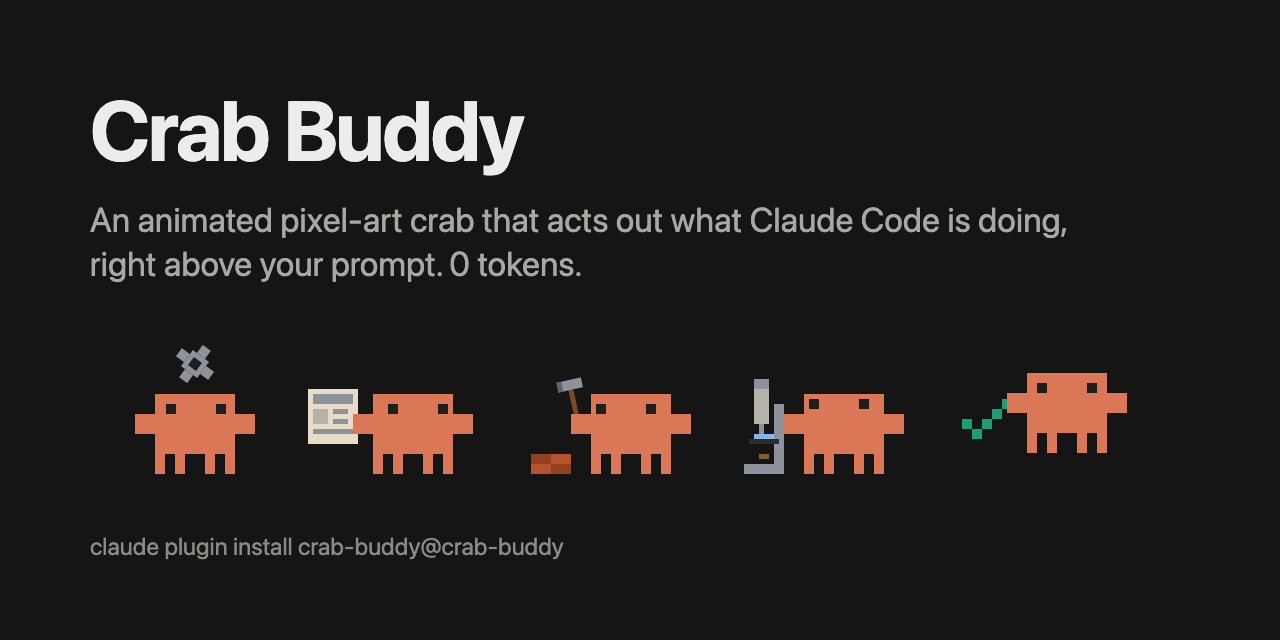 Crab Buddy
An animated pixel-art crab that acts out what Claude Code is doing,
right above your prompt. 0 tokens.
claude plugin install crab-buddy@crab-buddy